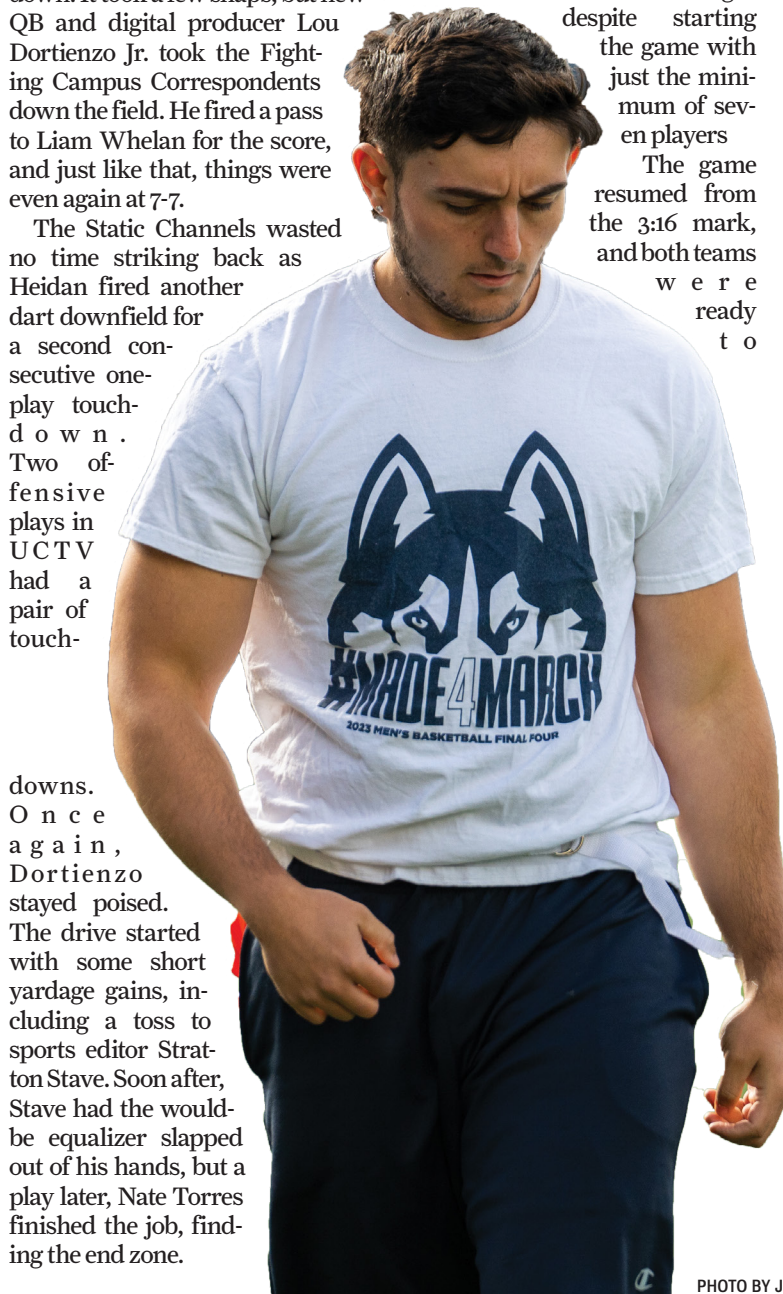 QB and digital producer Lou
Dortienzo Jr. took the Fight-
ing Campus Correspondents
down the field. He fired a pass
to Liam Whelan for the score,
and just like that, things were
even again at 7-7.
The Static Channels wasted
no time striking back as
Heidan fired another
dart downfield for
a second con-
secutive one-
play touch-
down.
Two of-
fensive
plays in
UCTV
had a
pair of
touch-
downs.
Once
again,
Dortienzo
stayed poised.
The drive started
with some short
yardage gains, in-
cluding a toss to
sports editor Strat-
ton Stave. Soon after,
Stave had the would-
be equalizer slapped
out of his hands, but a
play later, Nate Torres
finished the job, find-
ing the end zone.
despite starting
the game with
just the mini-
mum of sev-
en players
The game
resumed from
the 3:16 mark,
and both teams
were
ready
to
#MADE4MARCH
2023 MEN'S BASKETBALL FINAL FOUR
PHOTO BY J